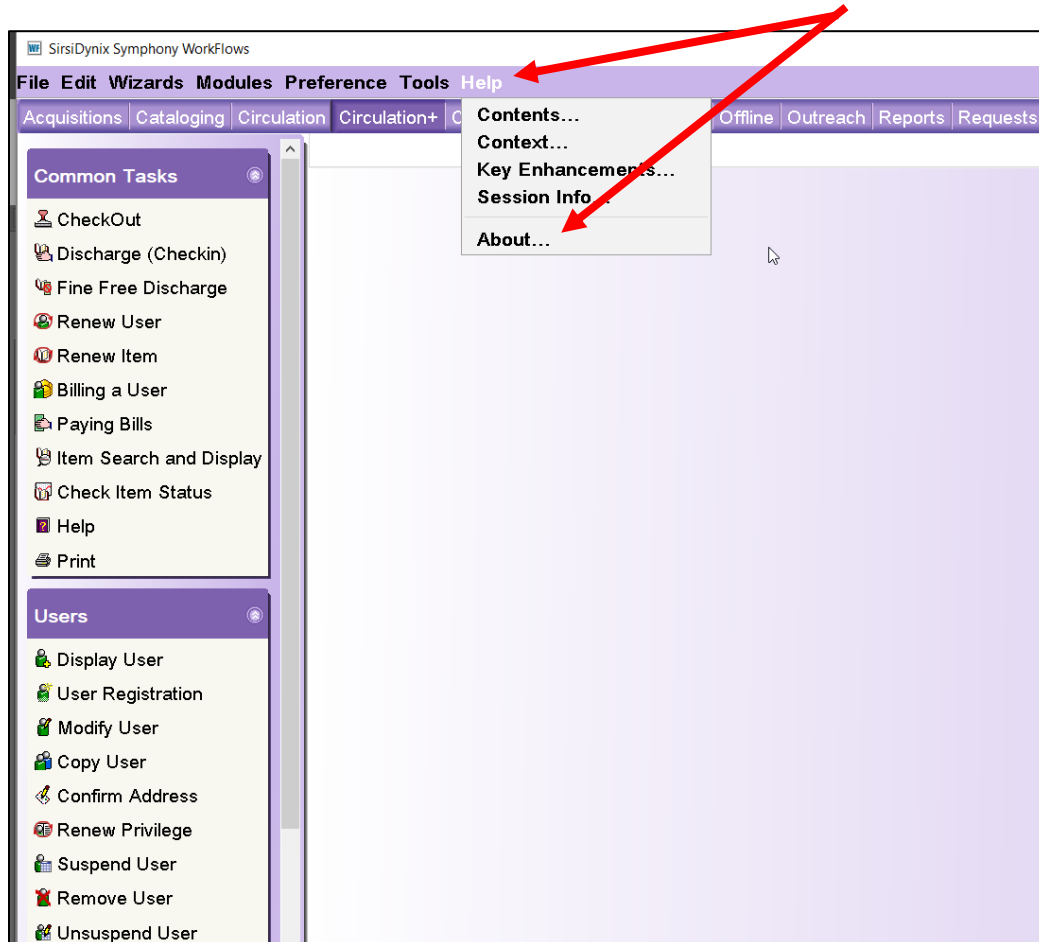 SirsiDynix Symphony WorkFlows
File Edit Wizards Modules Preference Tools Help
Acquisitions Cataloging Circulation Circulation+ C Offline Outreach Reports Requests
Contents...
Context...
Key Enhancements...
Session Info...
About...
Common Tasks
CheckOut
Discharge (Checkin)
Fine Free Discharge
Renew User
Renew Item
Billing a User
Paying Bills
Item Search and Display
Check Item Status
Help
Print
Users
Display User
User Registration
Modify User
Copy User
Confirm Address
Renew Privilege
Suspend User
Remove User
Unsuspend User